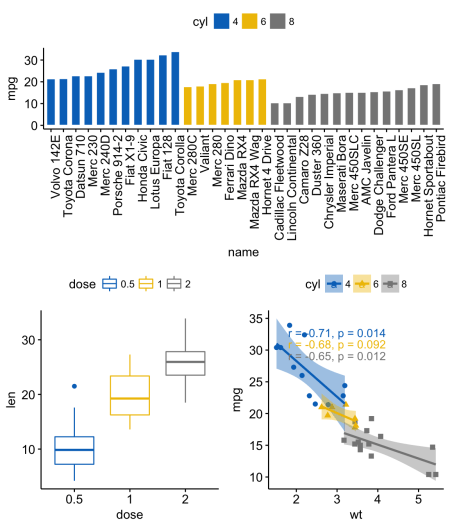 cyl 4 6 8
mpg
30
20
10
0
Volvo 142E
Toyota Corona
Datsun 710
Merc 230
Merc 240D
Porsche 914-2
Fiat X1-9
Honda Civic
Lotus Europa
Fiat 128
Toyota Corolla
Merc 280C
Valiant
Merc 280
Ferrari Dino
Mazda RX4
Mazda RX4 Wag
Hornet 4 Drive
Cadillac Fleetwood
Lincoln Continental
Camaro Z28
Duster 360
Chrysler Imperial
Maserati Bora
Merc 450SLC
AMC Javelin
Dodge Challenger
Ford Pantera L
Merc 450SE
Merc 450SL
Hornet Sportabout
Pontiac Firebird
name
dose 0.5 1 2
len
30
20
10
0.5 1 2
dose
cyl 4 6 8
mpg
35
30
25
20
15
10
r = -0.71, p = 0.014
r = -0.68, p = 0.092
r = -0.65, p = 0.012
2 3 4 5
wt